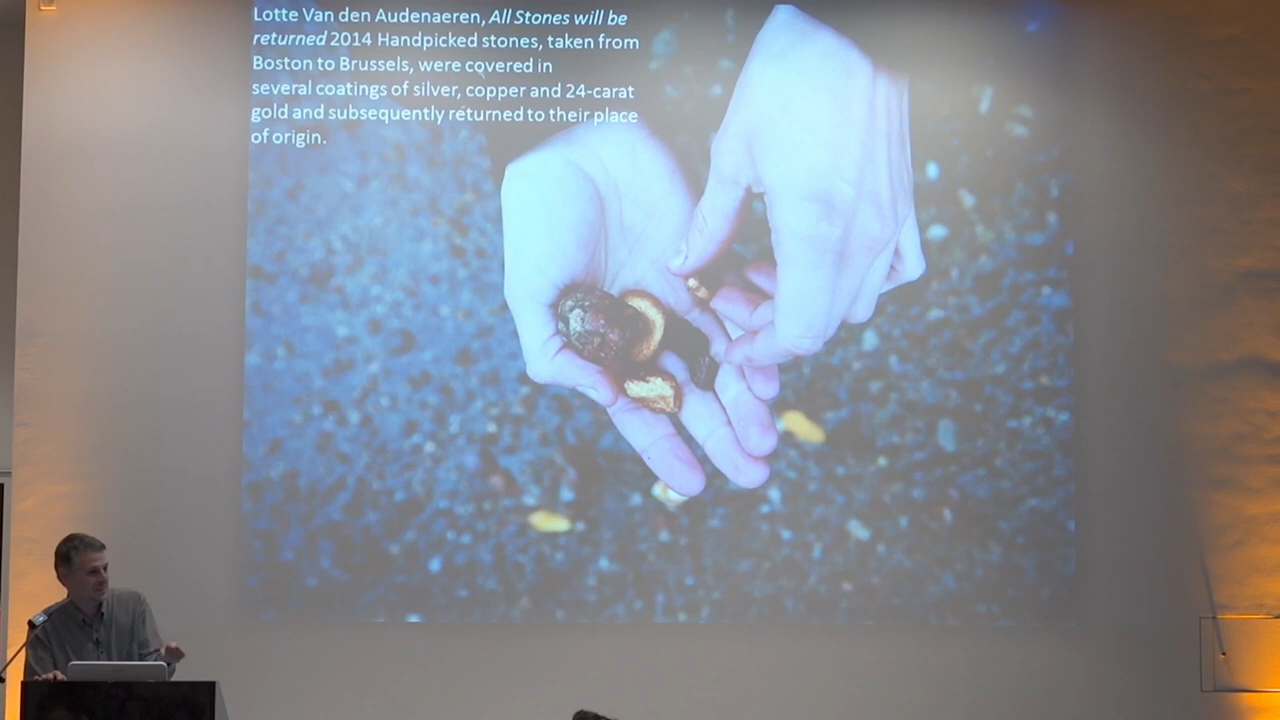 Lotte Van den Audenaeren, All Stones will be
returned 2014 Handpicked stones, taken from
Boston to Brussels, were covered in
several coatings of silver, copper and 24-carat
gold and subsequently returned to their place
of origin.